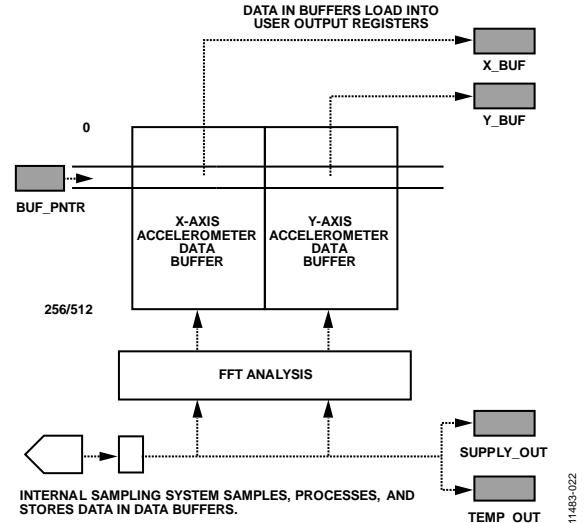 DATA IN BUFFERS LOAD INTO
USER OUTPUT REGISTERS
X_BUF
Y_BUF
0
BUF_PNTR
X-AXIS
ACCELEROMETER
DATA
BUFFER
Y-AXIS
ACCELEROMETER
DATA
BUFFER
256/512
FFT ANALYSIS
SUPPLY_OUT
INTERNAL SAMPLING SYSTEM SAMPLES, PROCESSES, AND
STORES DATA IN DATA BUFFERS.
TEMP_OUT
11483-022